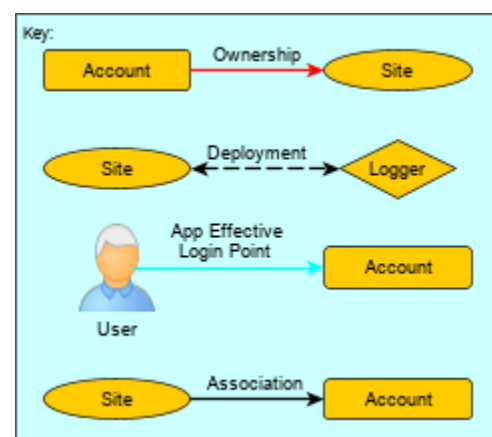 Key:
Ownership
Account
Site
Deployment
Site
Logger
App Effective
Login Point
Account
User
Association
Site
Account